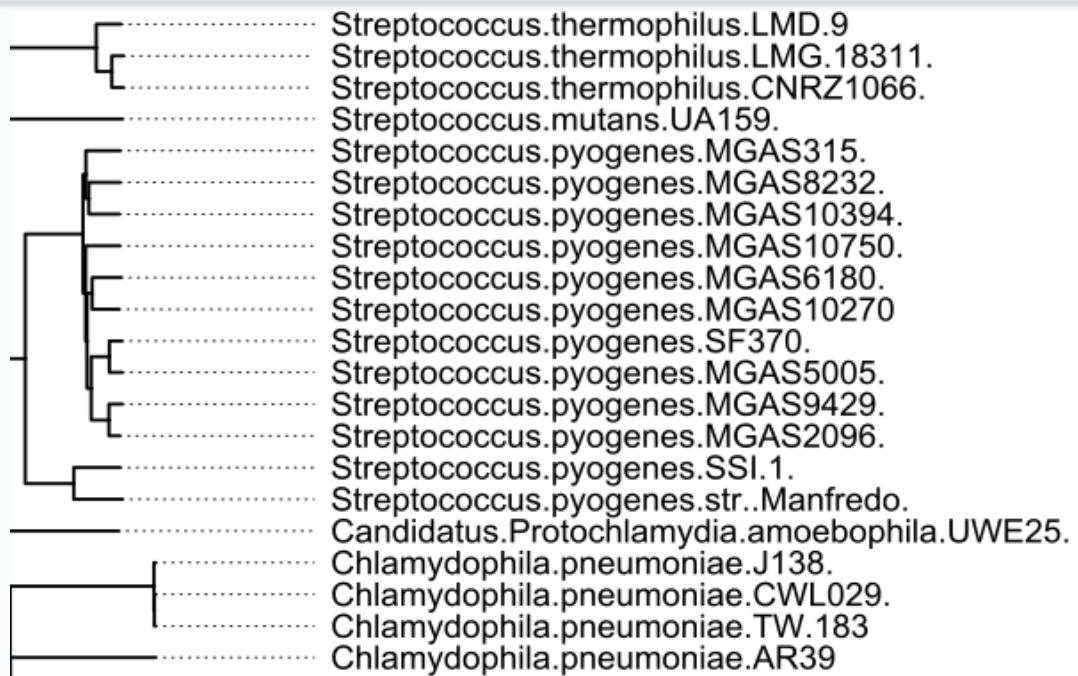 Streptococcus.thermophilus.LMD.9
Streptococcus.thermophilus.LMG.18311.
Streptococcus.thermophilus.CNRZ1066.
Streptococcus.mutans.UA159.
Streptococcus.pyogenes.MGAS315.
Streptococcus.pyogenes.MGAS8232.
Streptococcus.pyogenes.MGAS10394.
Streptococcus.pyogenes.MGAS10750.
Streptococcus.pyogenes.MGAS6180.
Streptococcus.pyogenes.MGAS10270
Streptococcus.pyogenes.SF370.
Streptococcus.pyogenes.MGAS5005.
Streptococcus.pyogenes.MGAS9429.
Streptococcus.pyogenes.MGAS2096.
Streptococcus.pyogenes.SSI.1.
Streptococcus.pyogenes.str..Manfredo.
Candidatus.Protochlamydia.amoebophila.UWE25.
Chlamydophila.pneumoniae.J138.
Chlamydophila.pneumoniae.CWL029.
Chlamydophila.pneumoniae.TW.183
Chlamydophila.pneumoniae.AR39